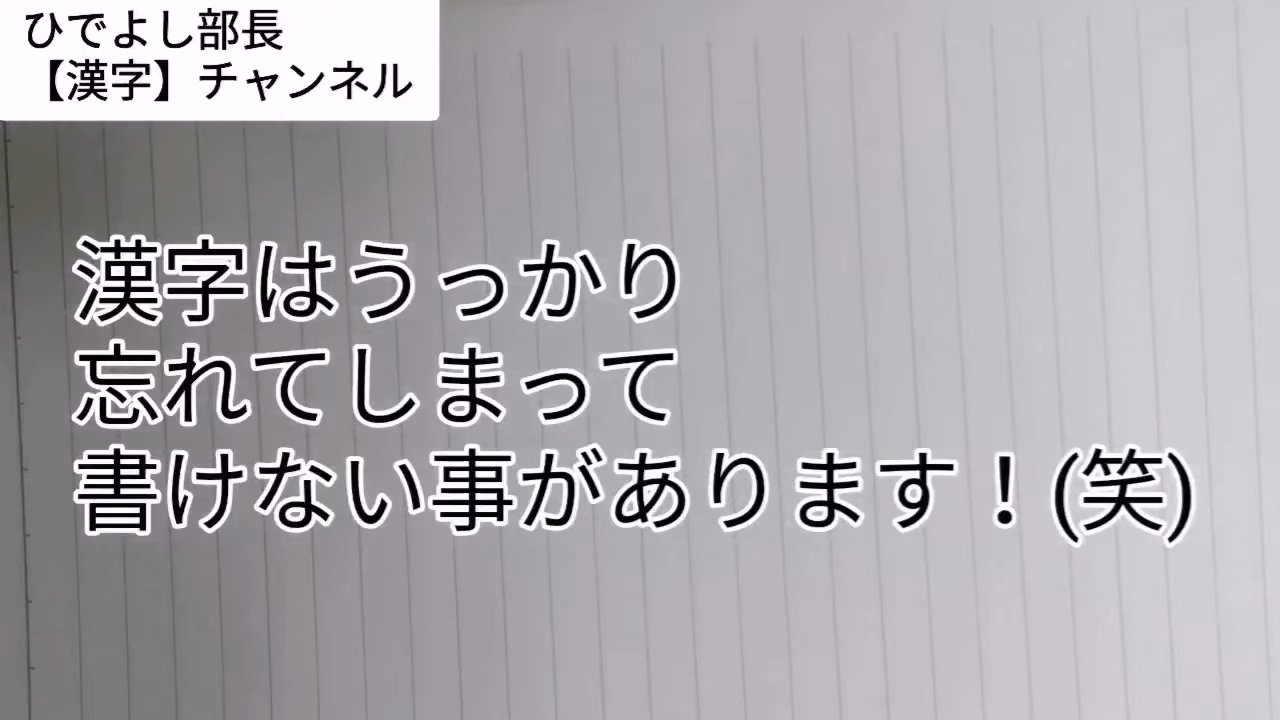 ひでよし部長
【漢字】チャンネル
漢字はうっかり
忘れてしまって
書けない事があります！(笑)